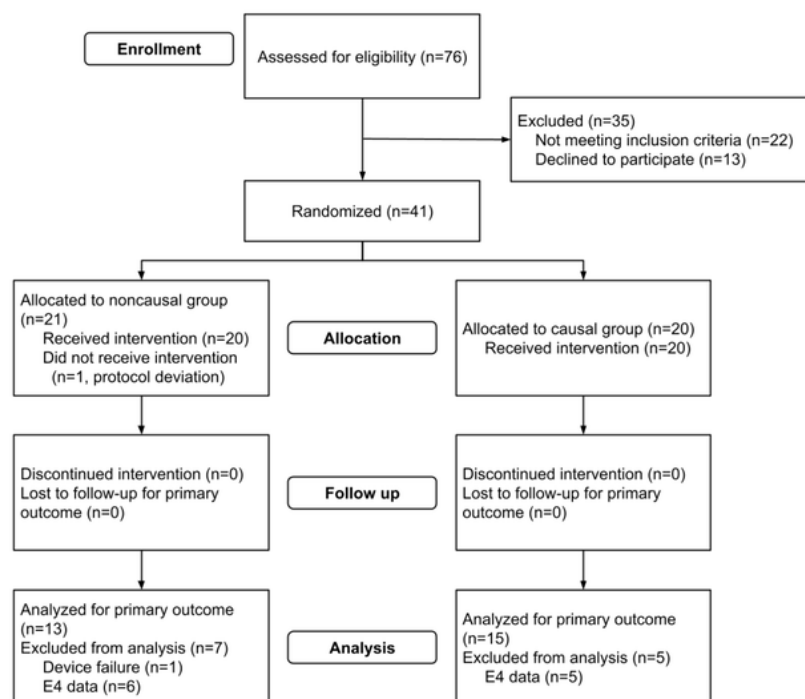 Enrollment
Assessed for eligibility (n=76)
Excluded (n=35)
Not meeting inclusion criteria (n=22)
Declined to participate (n=13)
Randomized (n=41)
Allocated to noncausal group
(n=21)
Received intervention (n=20)
Did not receive intervention
(n=1, protocol deviation)
Allocation
Allocated to causal group (n=20)
Received intervention (n=20)
Discontinued intervention (n=0)
Lost to follow-up for primary
outcome (n=0)
Follow up
Discontinued intervention (n=0)
Lost to follow-up for primary
outcome (n=0)
Analyzed for primary outcome
(n=13)
Excluded from analysis (n=7)
Device failure (n=1)
E4 data (n=6)
Analysis
Analyzed for primary outcome
(n=15)
Excluded from analysis (n=5)
E4 data (n=5)